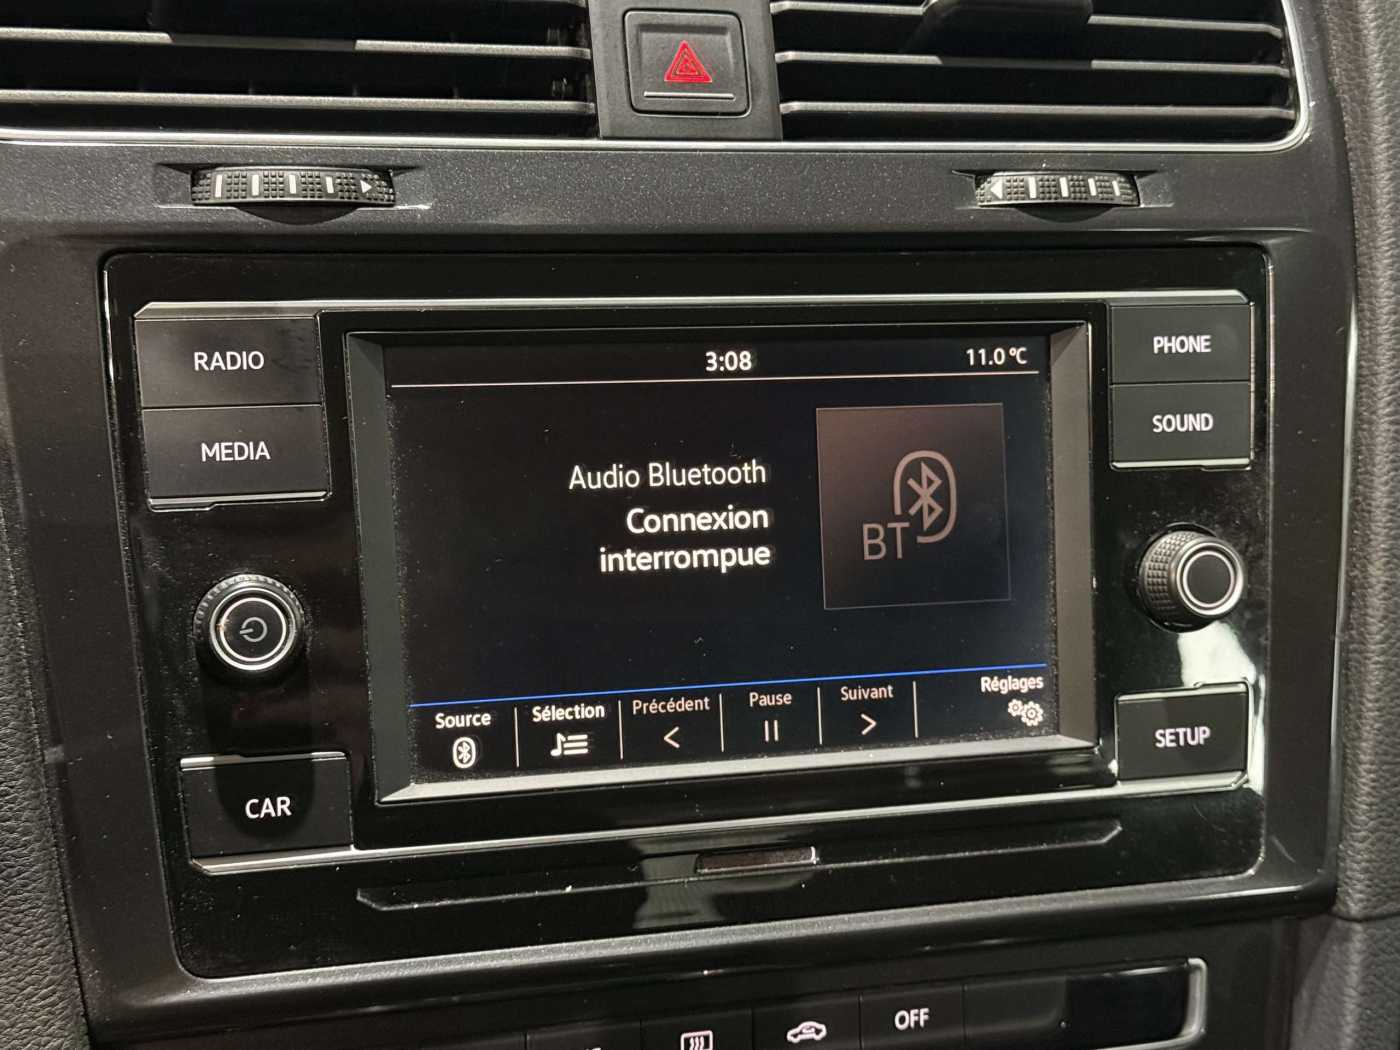 RADIO
MEDIA
CAR
3:08
11.0 °C
Audio Bluetooth
Connexion
interrompue
BT
Source
Sélection
Précédent
Pause
Suivant
Réglages
PHONE
SOUND
SETUP
OFF